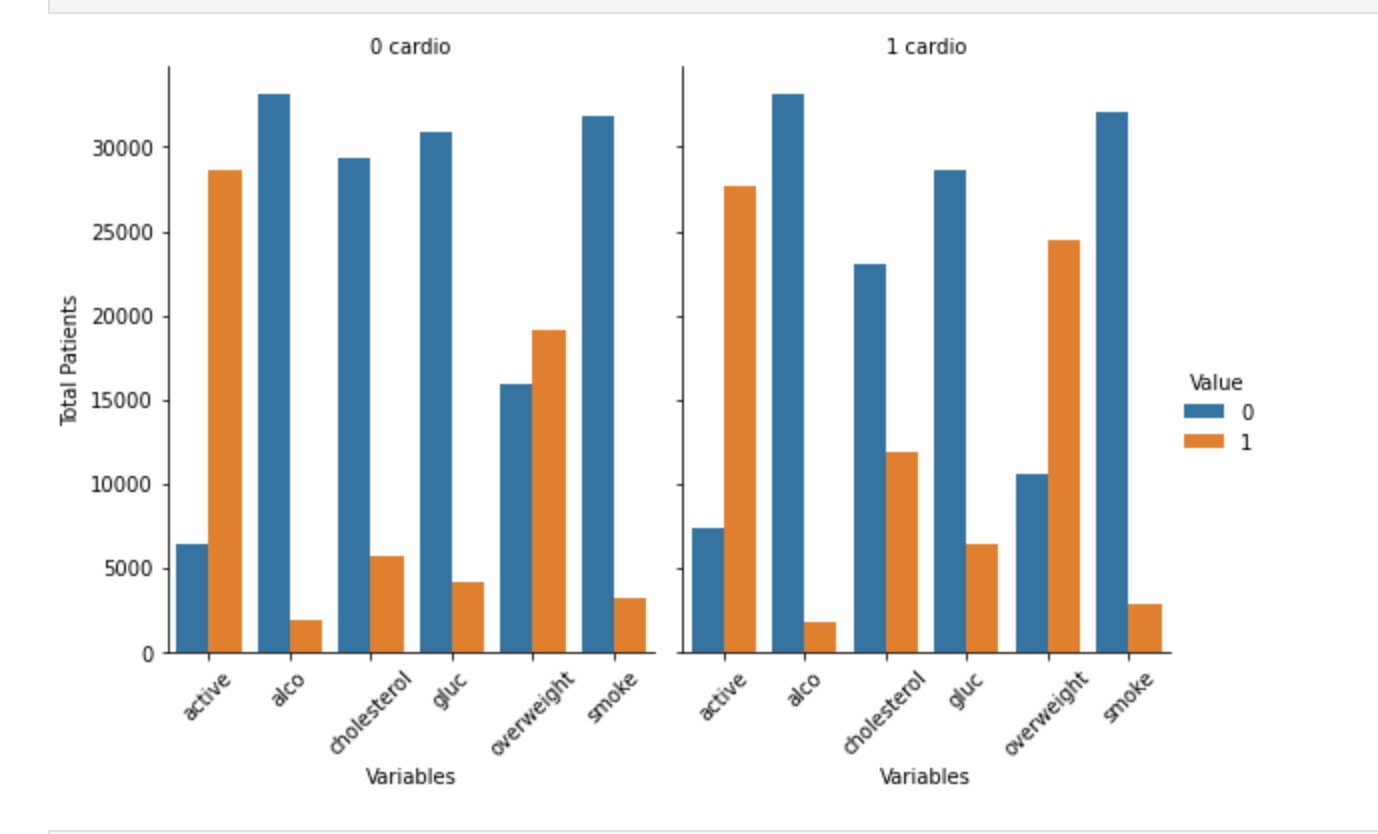 0 cardio
1 cardio
Total Patients
30000
25000
20000
15000
10000
5000
0
active
alco
cholesterol
gluc
overweight
smoke
Variables
active
alco
cholesterol
gluc
overweight
smoke
Variables
Value
0
1